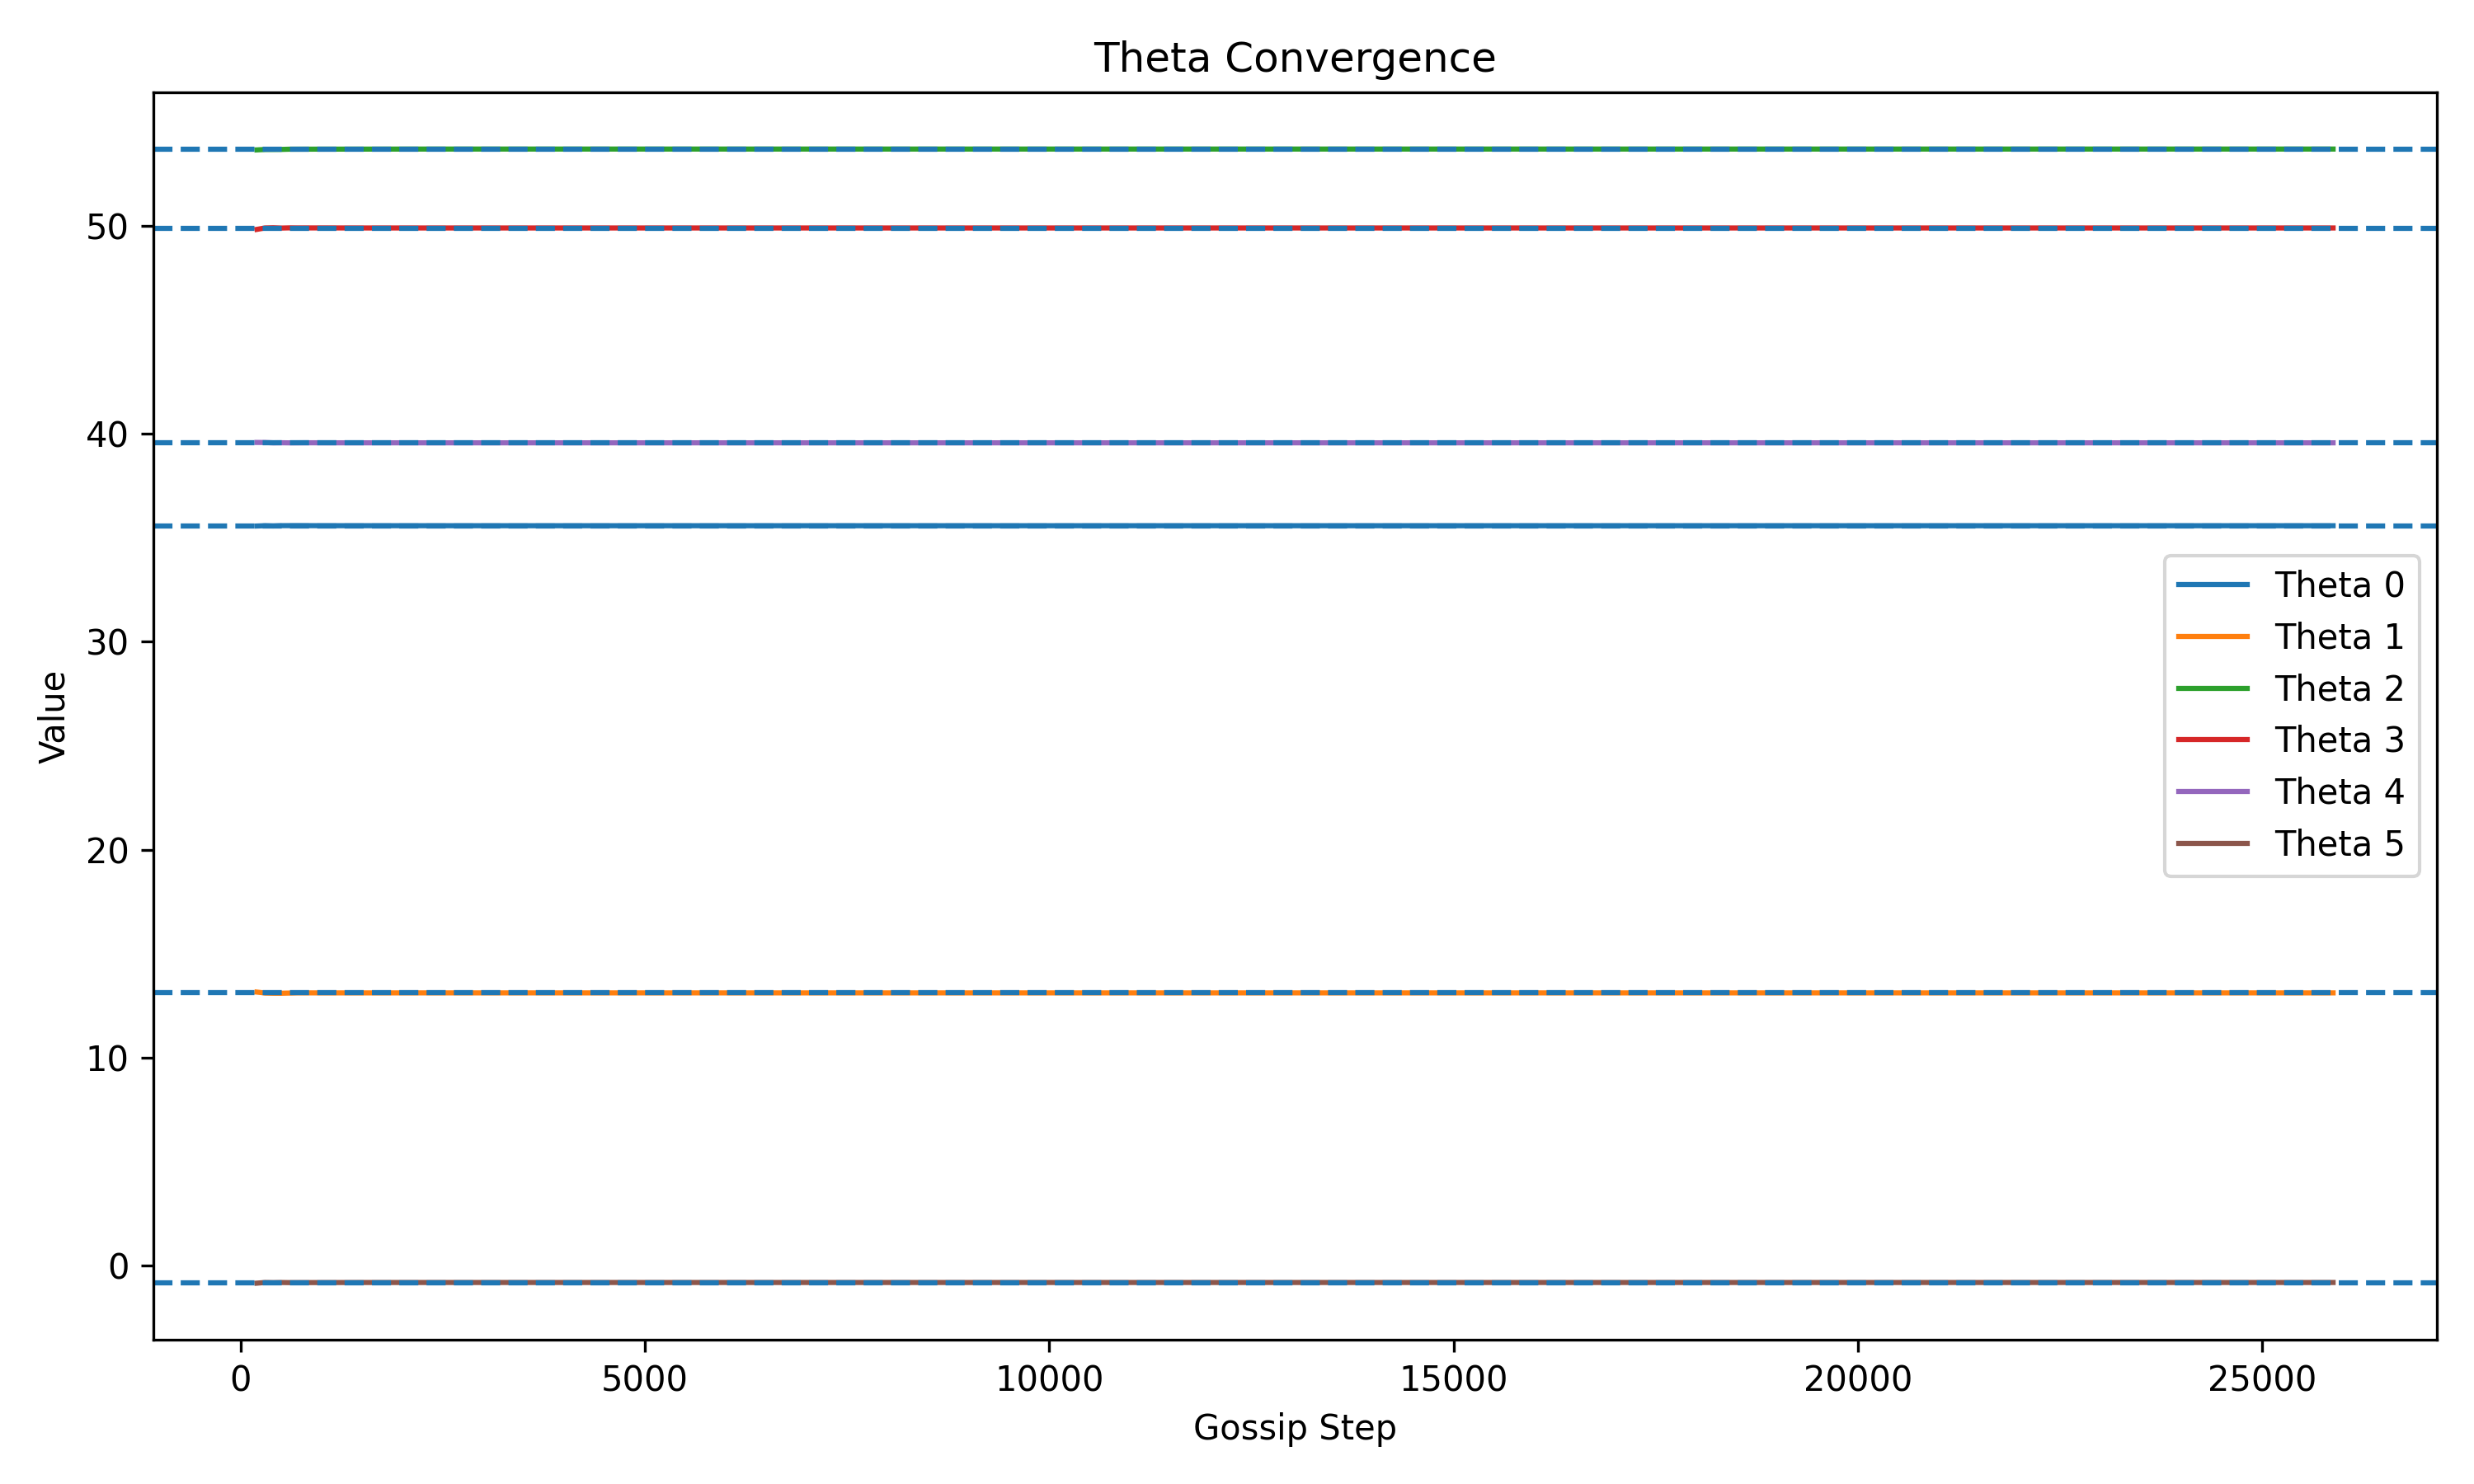 Theta Convergence
Value
50
40
30
20
10
0
Theta 0
Theta 1
Theta 2
Theta 3
Theta 4
Theta 5
0 5000 10000 15000 20000 25000
Gossip Step